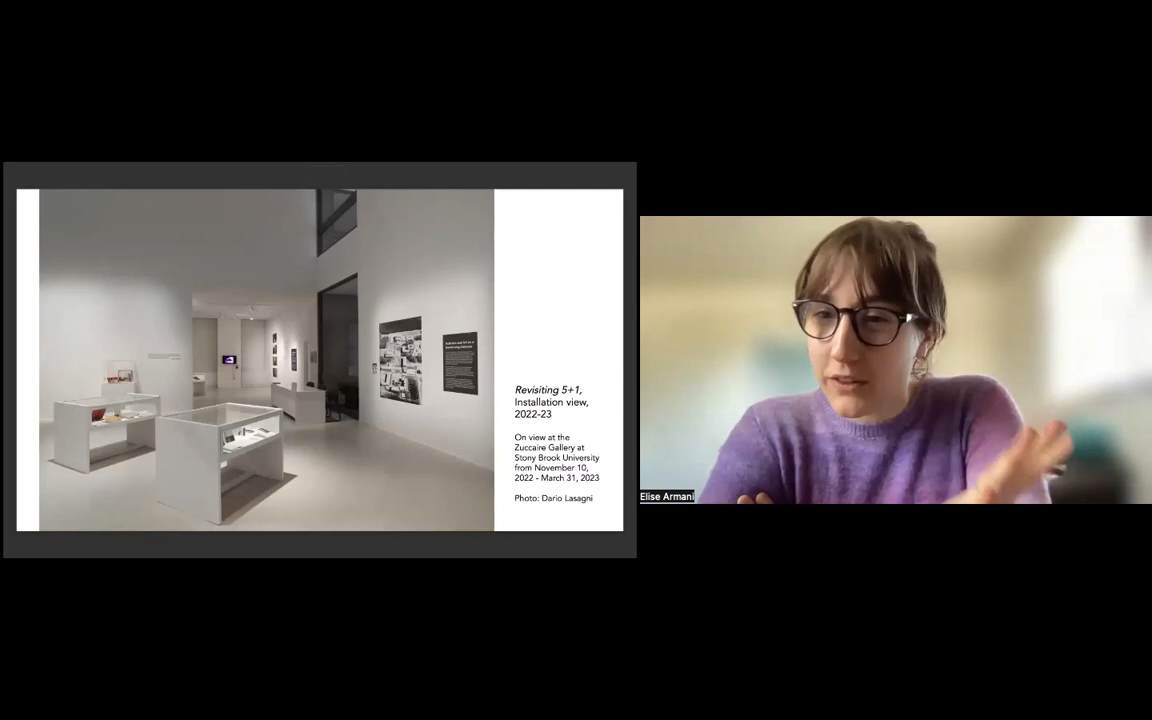 Revisiting 5+1,
Installation view,
2022-23
On view at the
Zuccaire Gallery at
Stony Brook University
from November 10,
2022 - March 31, 2023
Photo: Dario Lasagni
Elise Armani